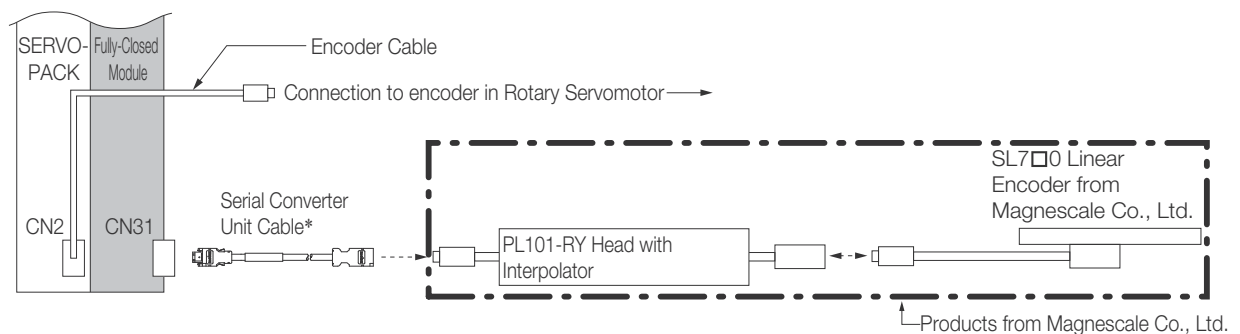 SERVO-
PACK
Fully-Closed
Module
Encoder Cable
Connection to encoder in Rotary Servomotor
CN2
CN31
Serial Converter
Unit Cable*
PL101-RY Head with
Interpolator
SL7□0 Linear
Encoder from
Magnescale Co., Ltd.
Products from Magnescale Co., Ltd.